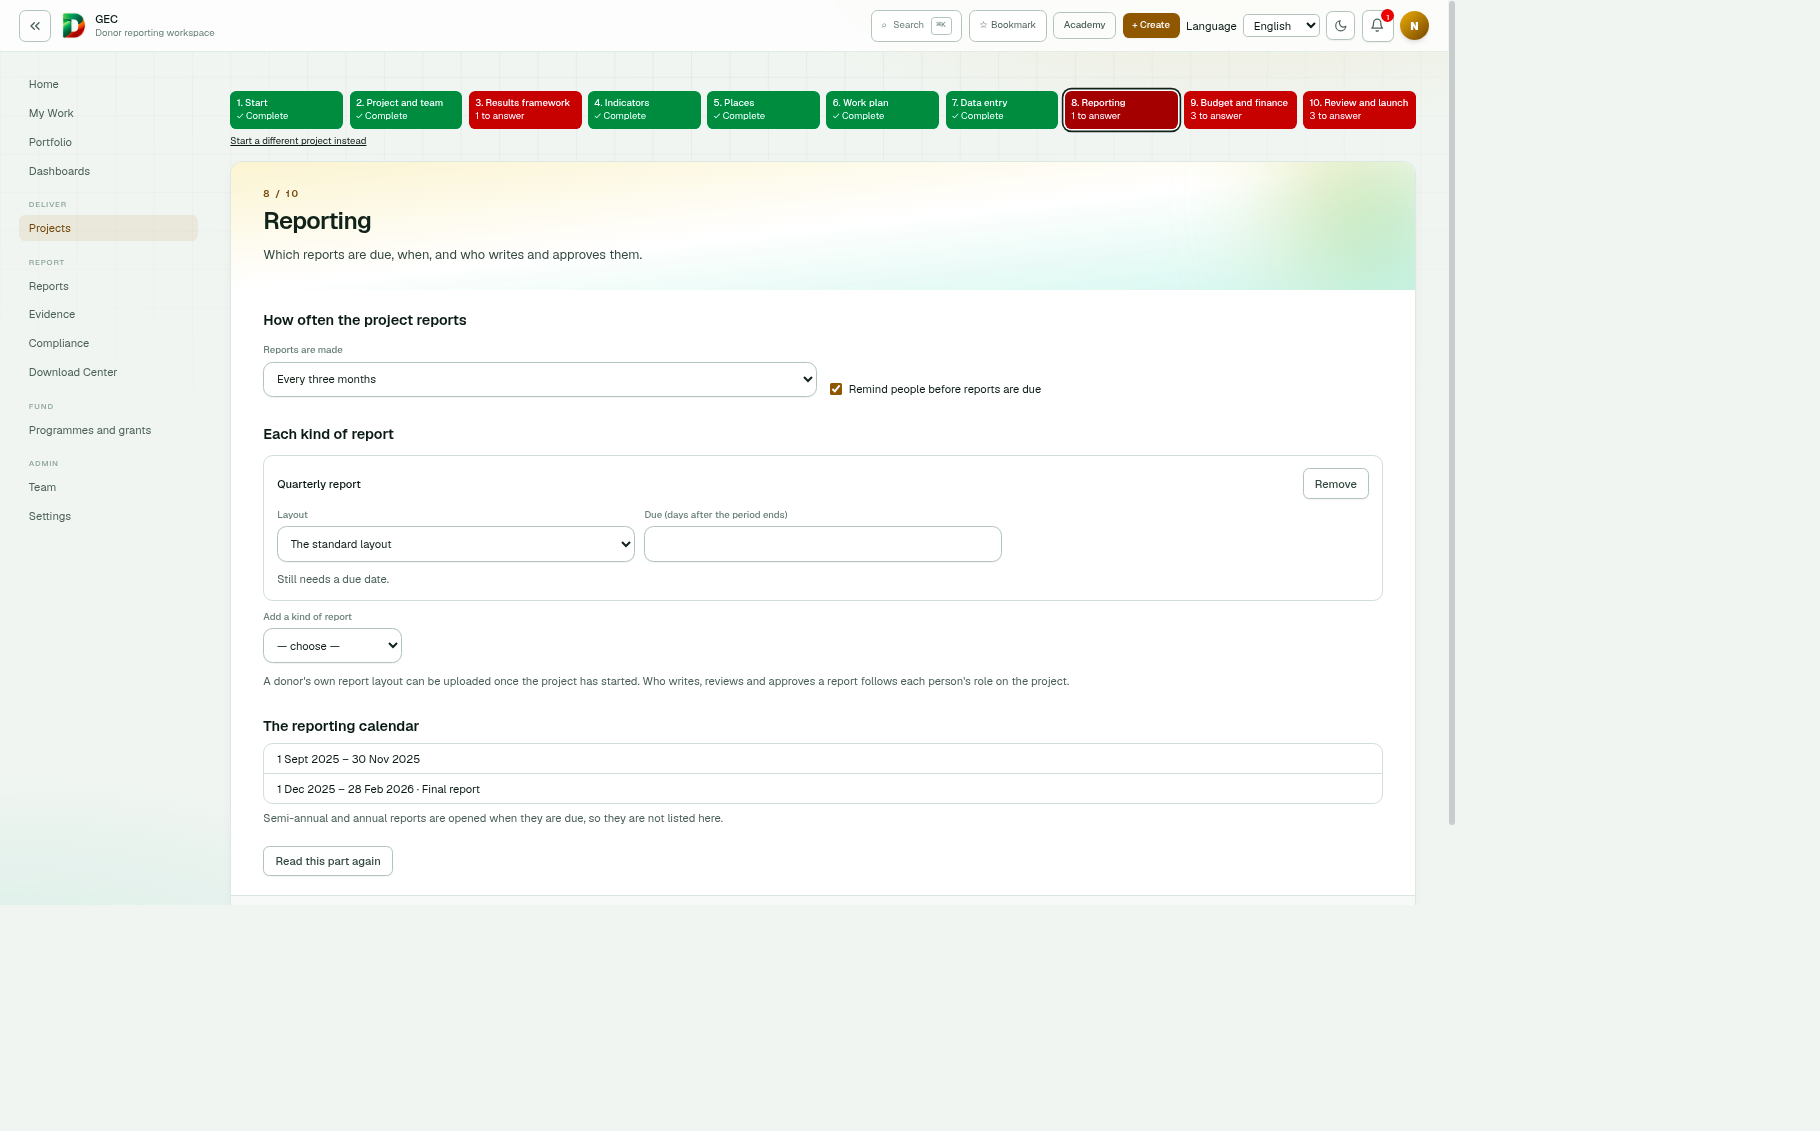 GEC
Donor reporting workspace
Search ⌘K
☆ Bookmark
Academy
+ Create
Language
English
1
N
Home
My Work
Portfolio
Dashboards
DELIVER
Projects
REPORT
Reports
Evidence
Compliance
Download Center
FUND
Programmes and grants
ADMIN
Team
Settings
1. Start
✓ Complete
2. Project and team
✓ Complete
3. Results framework
1 to answer
4. Indicators
✓ Complete
5. Places
✓ Complete
6. Work plan
✓ Complete
7. Data entry
✓ Complete
8. Reporting
1 to answer
9. Budget and finance
3 to answer
10. Review and launch
3 to answer
Start a different project instead
8 / 10
Reporting
Which reports are due, when, and who writes and approves them.
How often the project reports
Reports are made
Every three months
Remind people before reports are due
Each kind of report
Quarterly report
Remove
Layout
Due (days after the period ends)
The standard layout
Still needs a due date.
Add a kind of report
— choose —
A donor's own report layout can be uploaded once the project has started. Who writes, reviews and approves a report follows each person's role on the project.
The reporting calendar
1 Sept 2025 – 30 Nov 2025
1 Dec 2025 – 28 Feb 2026 · Final report
Semi-annual and annual reports are opened when they are due, so they are not listed here.
Read this part again